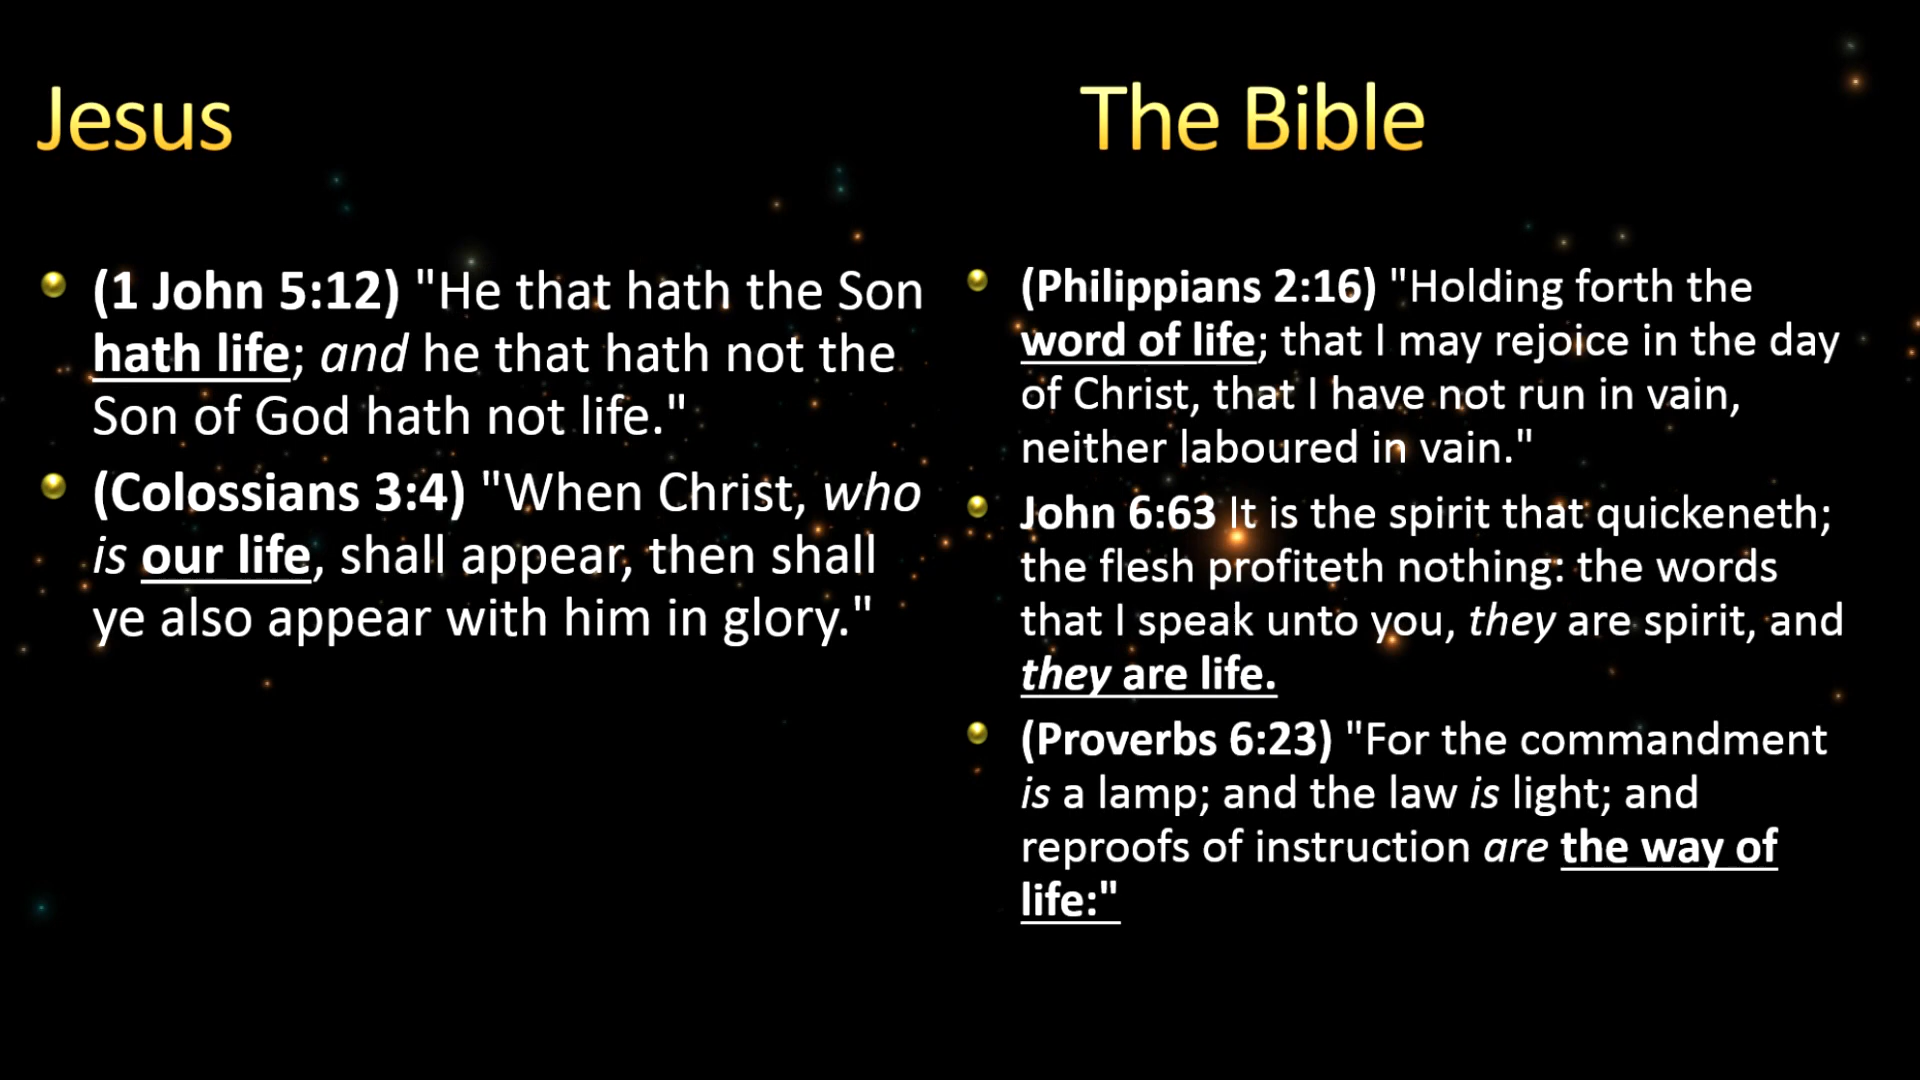 Jesus
(1 John 5:12) "He that hath the Son
hath life; and he that hath not the
Son of God hath not life."
(Colossians 3:4) "When Christ, who
is our life, shall appear, then shall
ye also appear with him in glory."
The Bible
(Philippians 2:16) "Holding forth the
word of life; that I may rejoice in the day
of Christ, that I have not run in vain,
neither laboured in vain."
John 6:63 It is the spirit that quickeneth;
the flesh profiteth nothing: the words
that I speak unto you, they are spirit, and
they are life.
(Proverbs 6:23) "For the commandment
is a lamp; and the law is light; and
reproofs of instruction are the way of
life:"